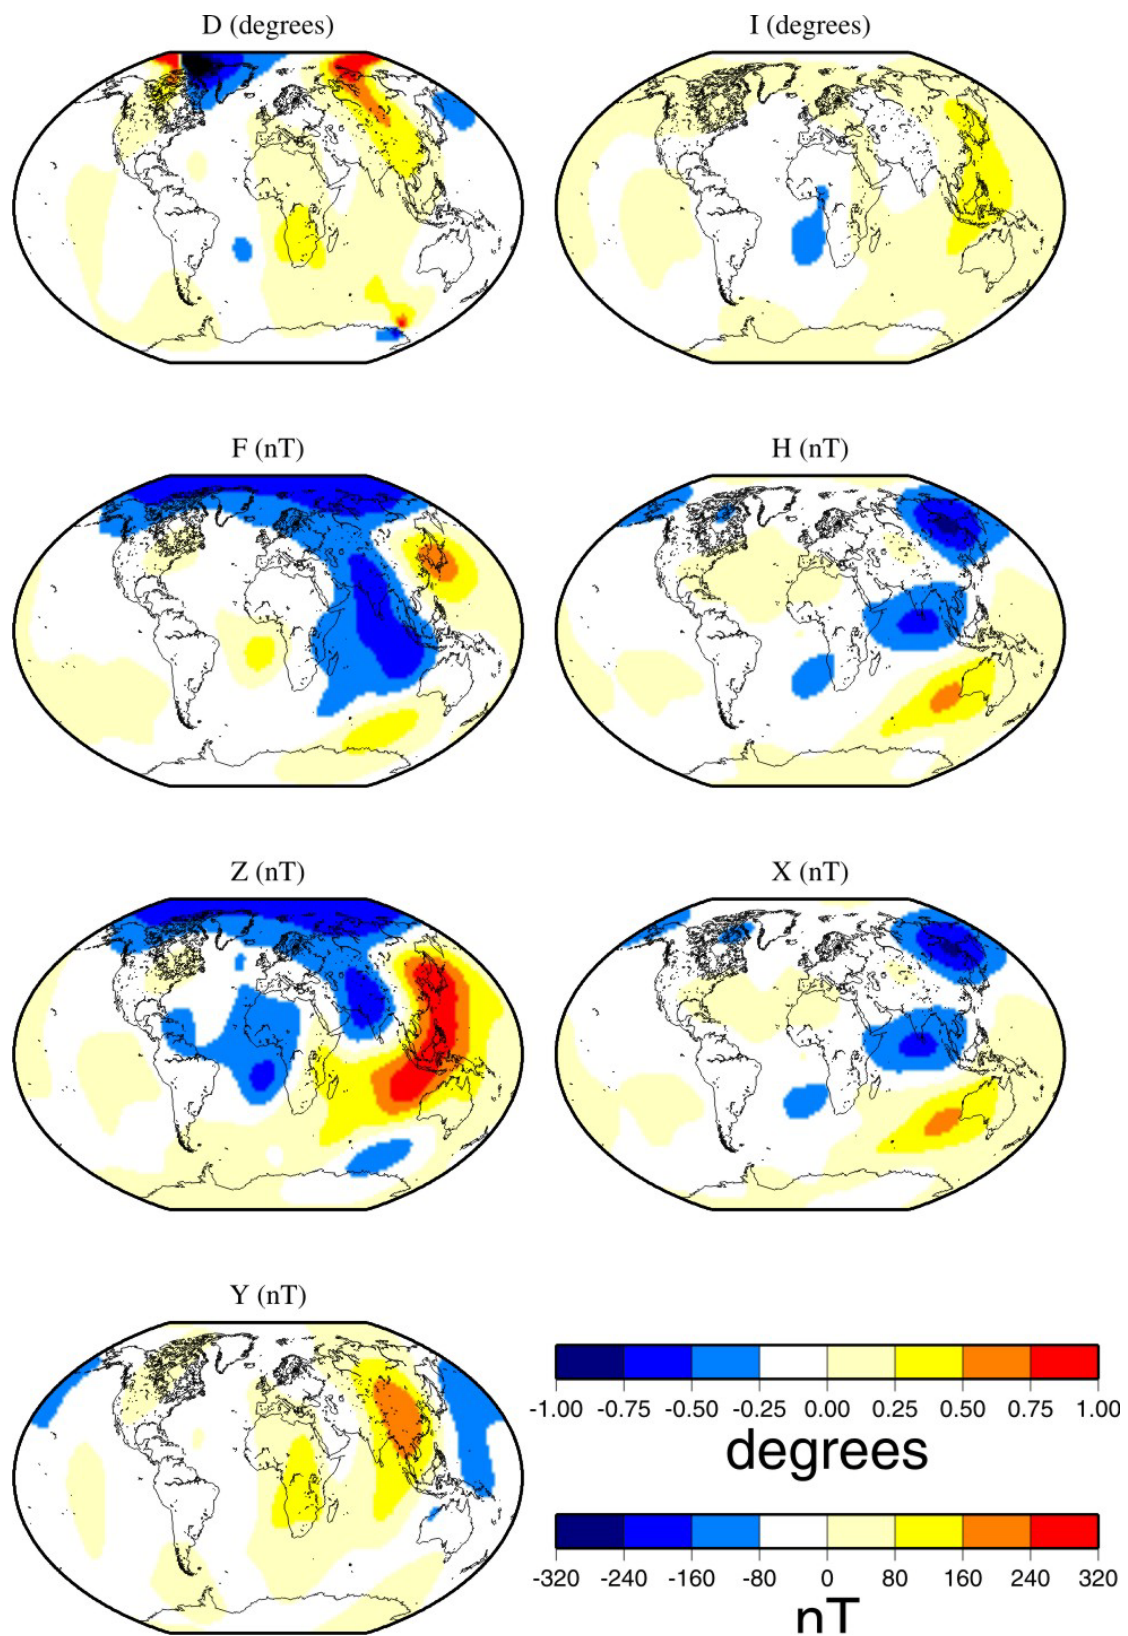 D (degrees)
I (degrees)
F (nT)
H (nT)
Z (nT)
X (nT)
Y (nT)
-1.00 -0.75 -0.50 -0.25 0.00 0.25 0.50 0.75 1.00
degrees
-320 -240 -160 -80 0 80 160 240 320
nT